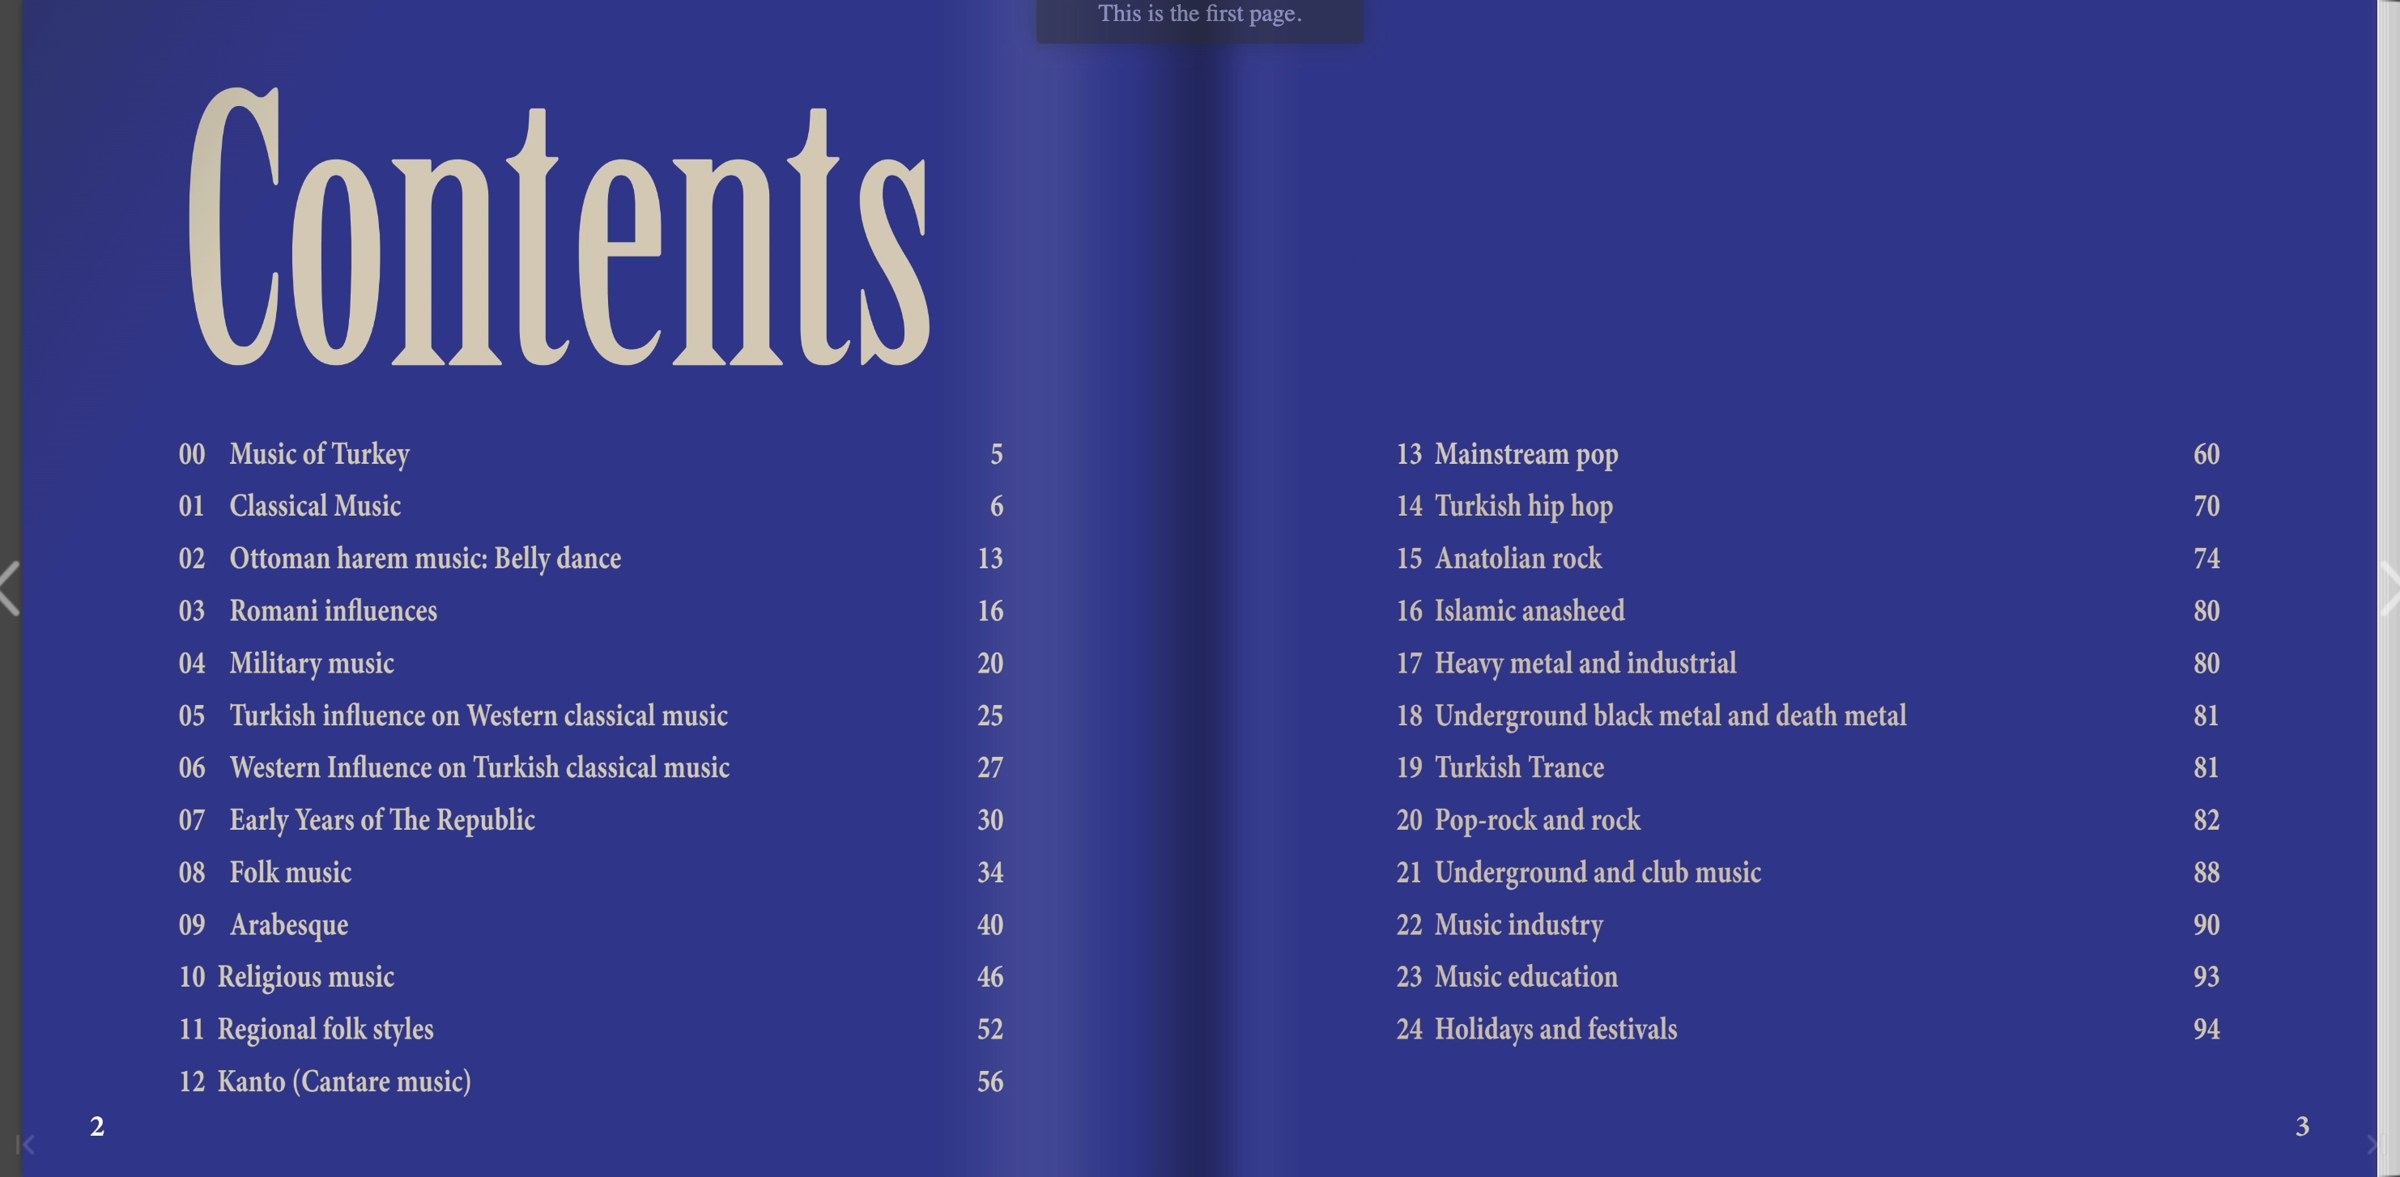 This is the first page.
Contents
00 Music of Turkey 5
01 Classical Music 6
02 Ottoman harem music: Belly dance 13
03 Romani influences 16
04 Military music 20
05 Turkish influence on Western classical music 25
06 Western Influence on Turkish classical music 27
07 Early Years of The Republic 30
08 Folk music 34
09 Arabesque 40
10 Religious music 46
11 Regional folk styles 52
12 Kanto (Cantare music) 56
2
13 Mainstream pop 60
14 Turkish hip hop 70
15 Anatolian rock 74
16 Islamic anasheed 80
17 Heavy metal and industrial 80
18 Underground black metal and death metal 81
19 Turkish Trance 81
20 Pop-rock and rock 82
21 Underground and club music 88
22 Music industry 90
23 Music education 93
24 Holidays and festivals 94
3